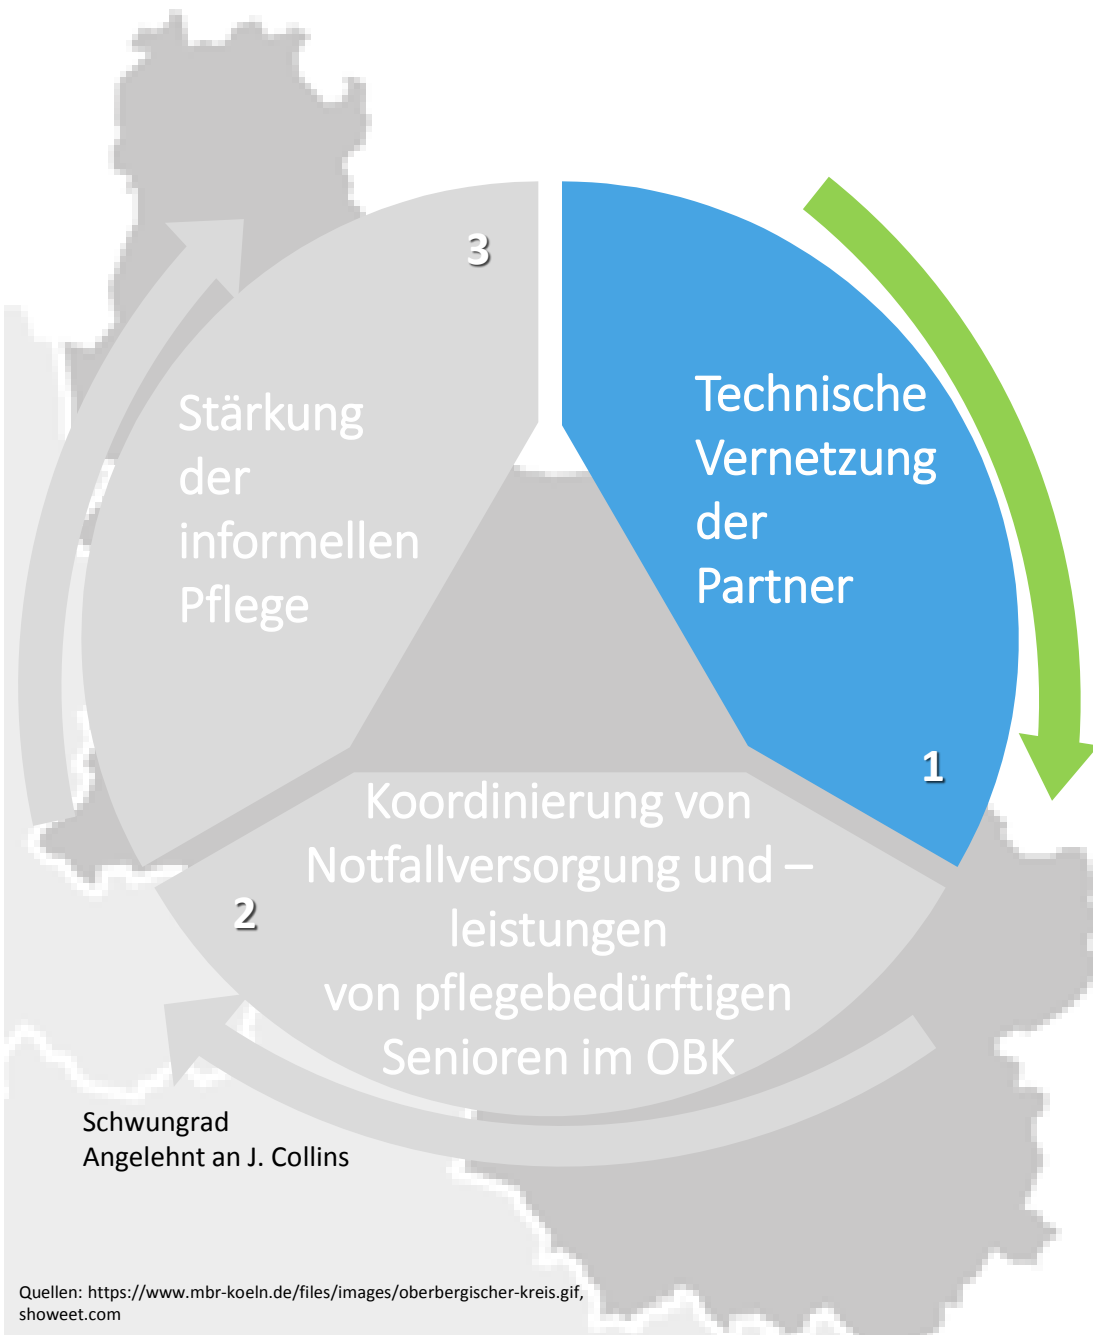 3
Stärkung
der
informellen
Pflege
Technische
Vernetzung
der
Partner
1
Koordinierung von
Notfallversorgung und –
leistungen
von pflegebedürftigen
Senioren im OBK
2
Schwungrad
Angelehnt an J. Collins
Quellen: https://www.mbr-koeln.de/files/images/oberbergischer-kreis.gif,
showeet.com